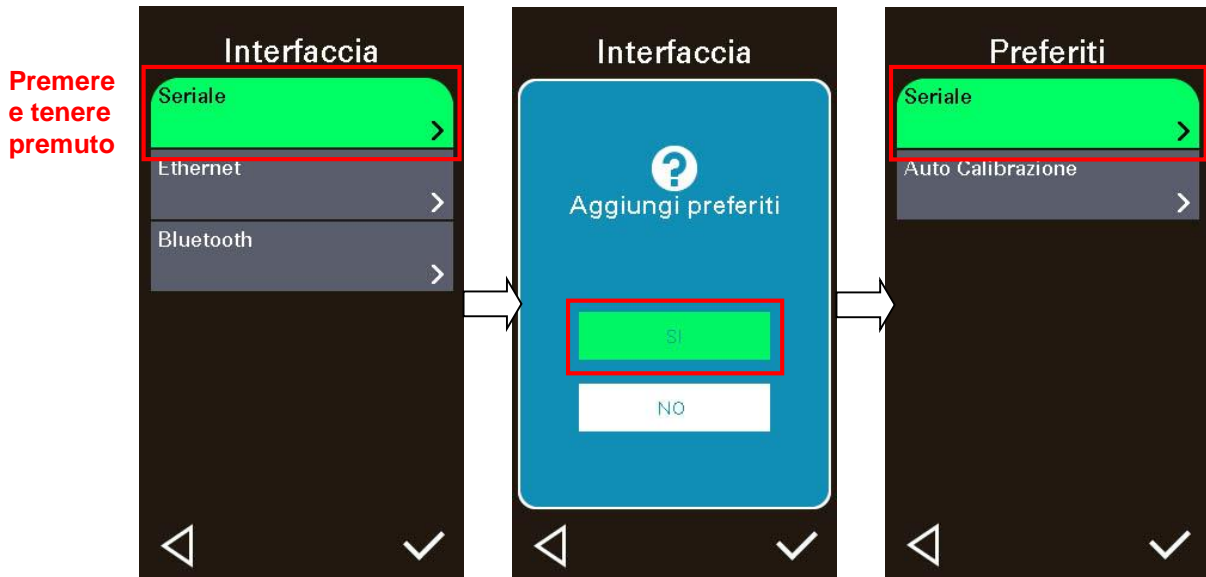 Premere
e tenere
premuto
Interfaccia
Seriale
Ethernet
Bluetooth
Interfaccia
Aggiungi preferiti
SI
NO
Preferiti
Seriale
Auto Calibrazione